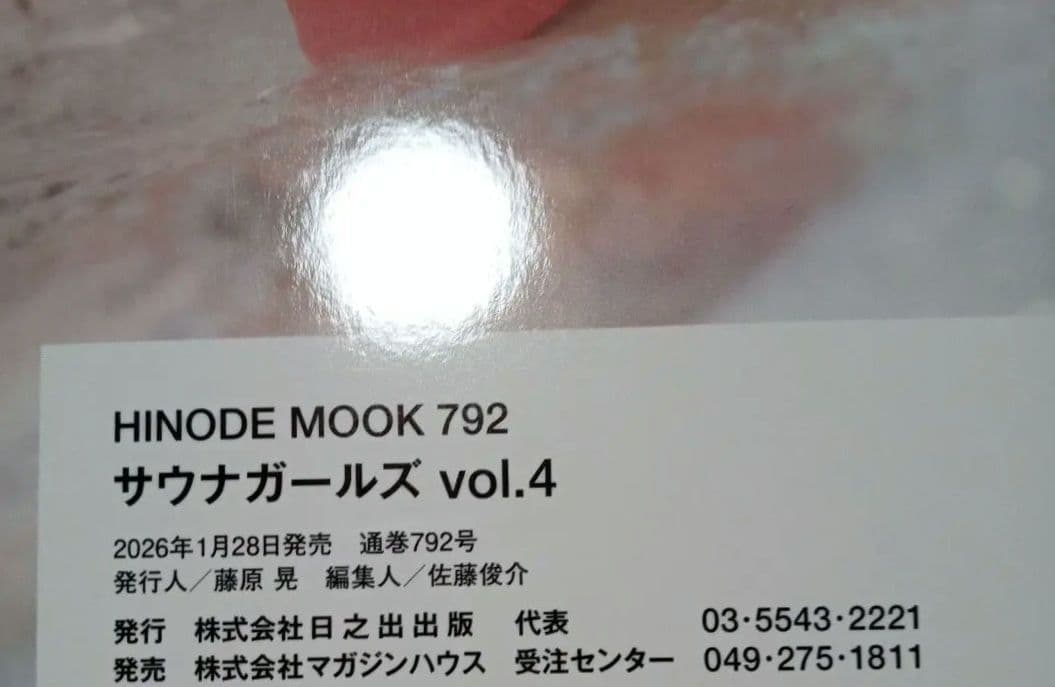 HINODE MOOK 792
サウナガールズ vol.4
2026年1月28日発売　通巻792号
発行人／藤原 晃　編集人／佐藤俊介
発行　株式会社日之出出版　代表　03·5543·2221
発売　株式会社マガジンハウス　受注センター　049·275·1811